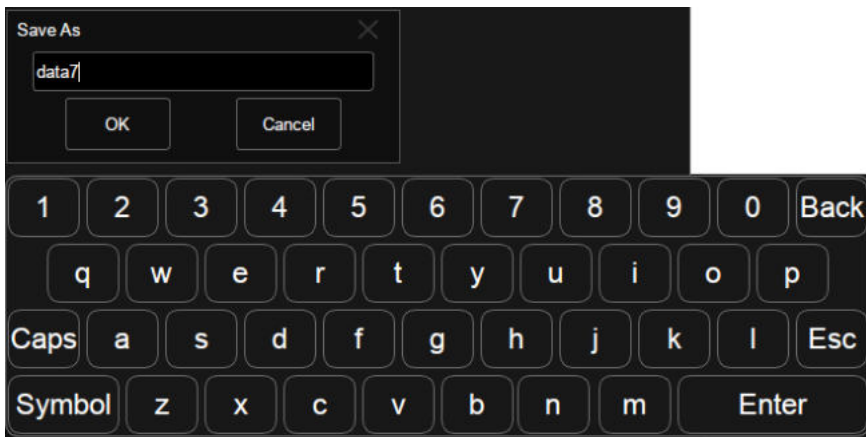 Save As
data7
OK Cancel
1 2 3 4 5 6 7 8 9 0 Back
q w e r t y u i o p
Caps a s d f g h j k l Esc
Symbol z x c v b n m Enter